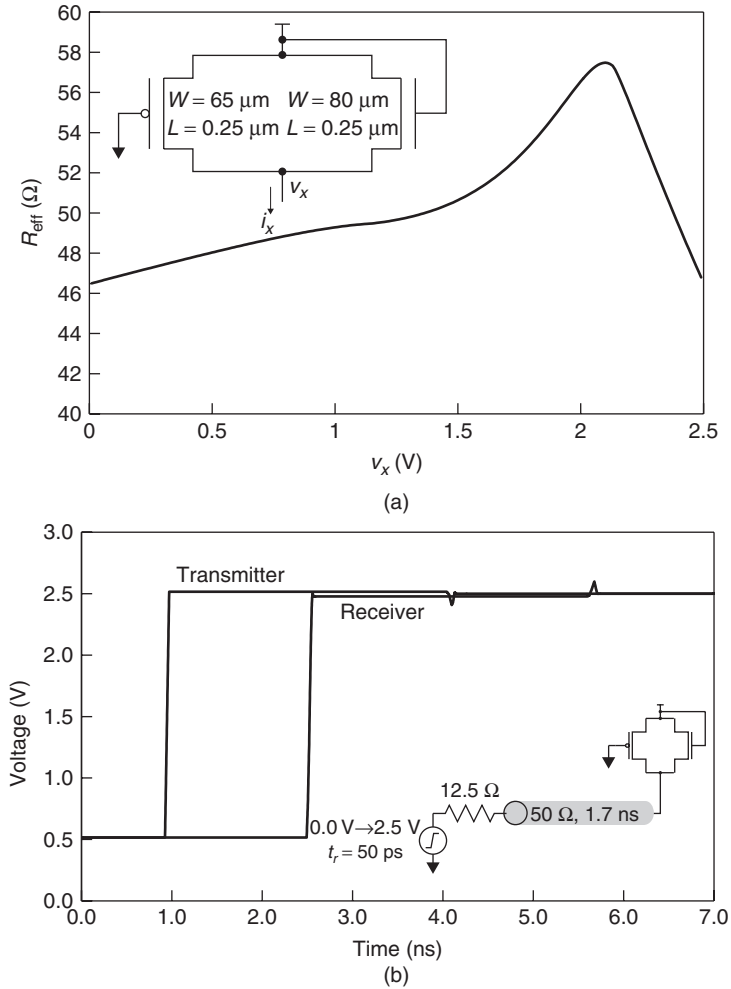 60
58
56
54
52
50
48
46
44
42
40
R_eff (Ω)
W = 65 μm W = 80 μm
L = 0.25 μm L = 0.25 μm
v_x
i_x
0 0.5 1 1.5 2 2.5
v_x (V)
(a)
3.0
2.5
2.0
1.5
1.0
0.5
0.0
Voltage (V)
Transmitter
Receiver
12.5 Ω
50 Ω, 1.7 ns
0.0 V→2.5 V
t_r = 50 ps
0.0 1.0 2.0 3.0 4.0 5.0 6.0 7.0
Time (ns)
(b)